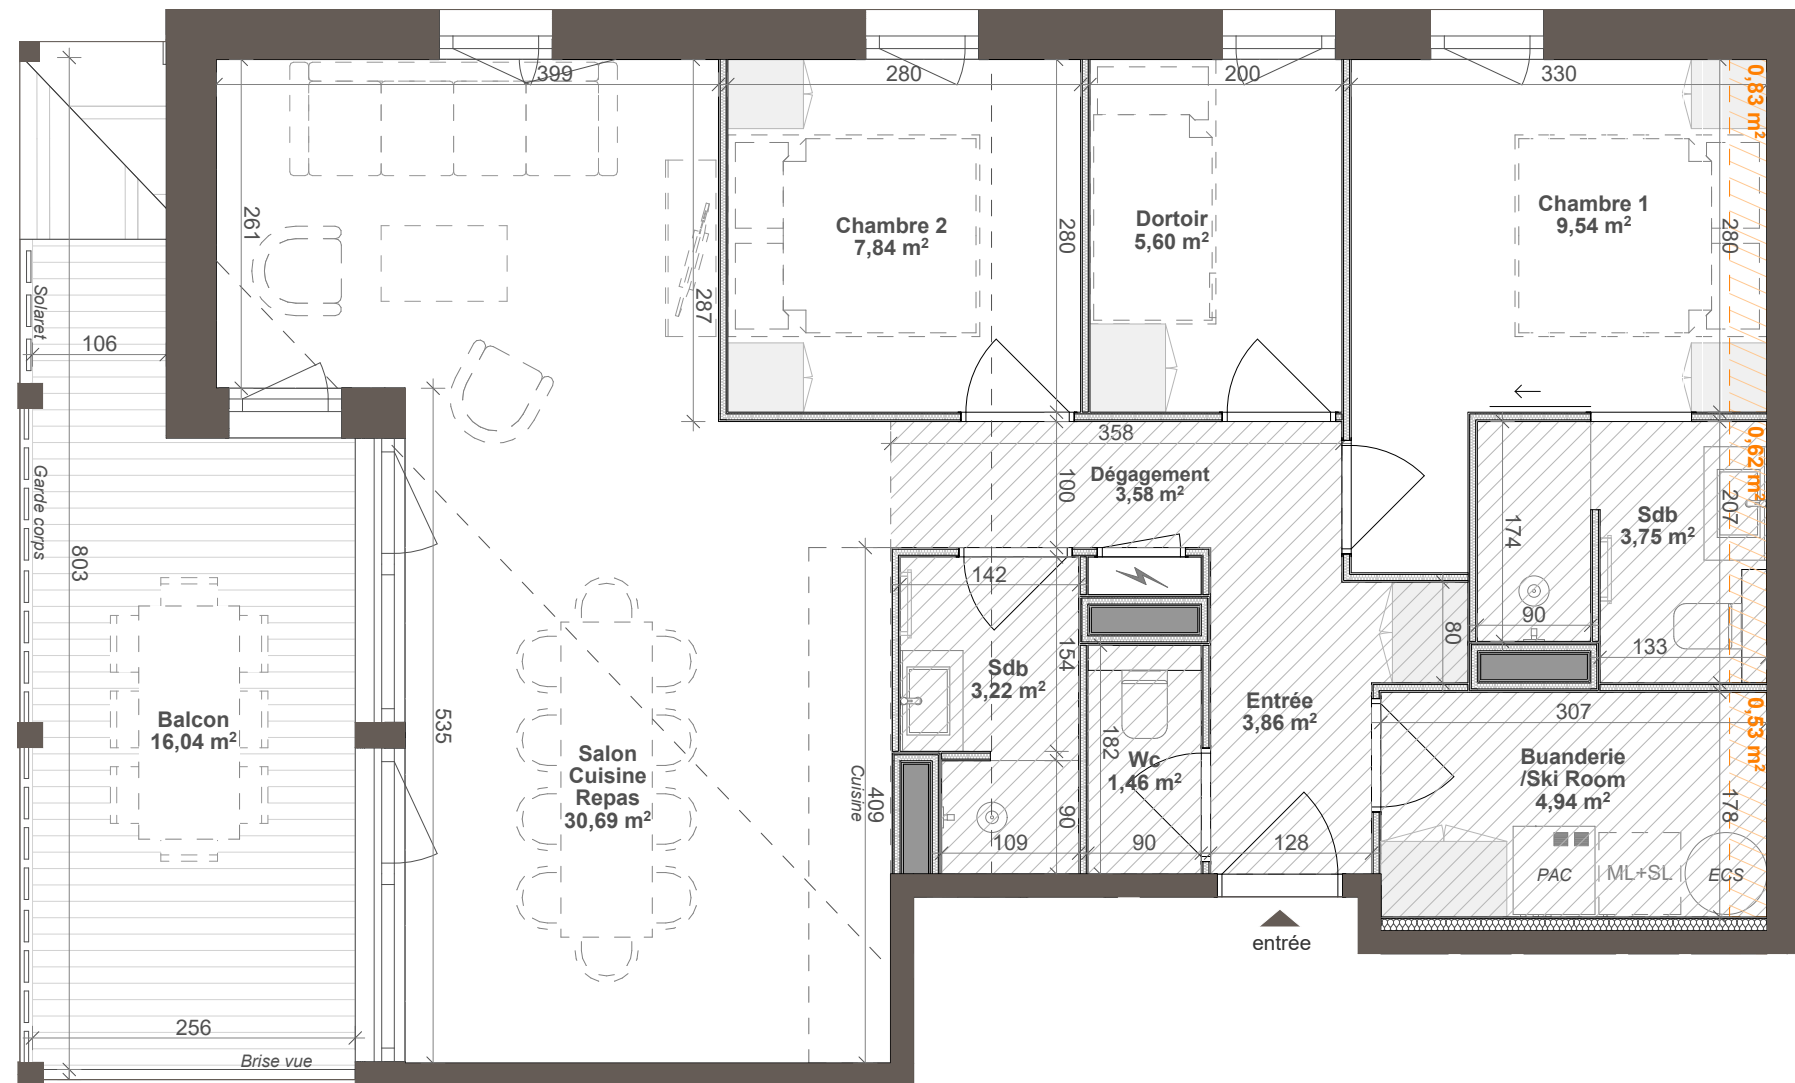 399
280
200
330
0,83 m²
261
287
280
280
Chambre 2
7,84 m²
Dortoir
5,60 m²
Chambre 1
9,54 m²
Solaret
106
Garde corps
803
358
Dégagement
3,58 m²
100
0,62 m²
207
174
Sdb
3,75 m²
90
133
80
142
154
Sdb
3,22 m²
535
Balcon
16,04 m²
Salon
Cuisine
Repas
30,69 m²
Cuisine
409
182
Wc
1,46 m²
Entrée
3,86 m²
307
0,53 m²
Buanderie
/Ski Room
4,94 m²
178
109
90
90
128
PAC
ML+SL
ECS
entrée
256
Brise vue